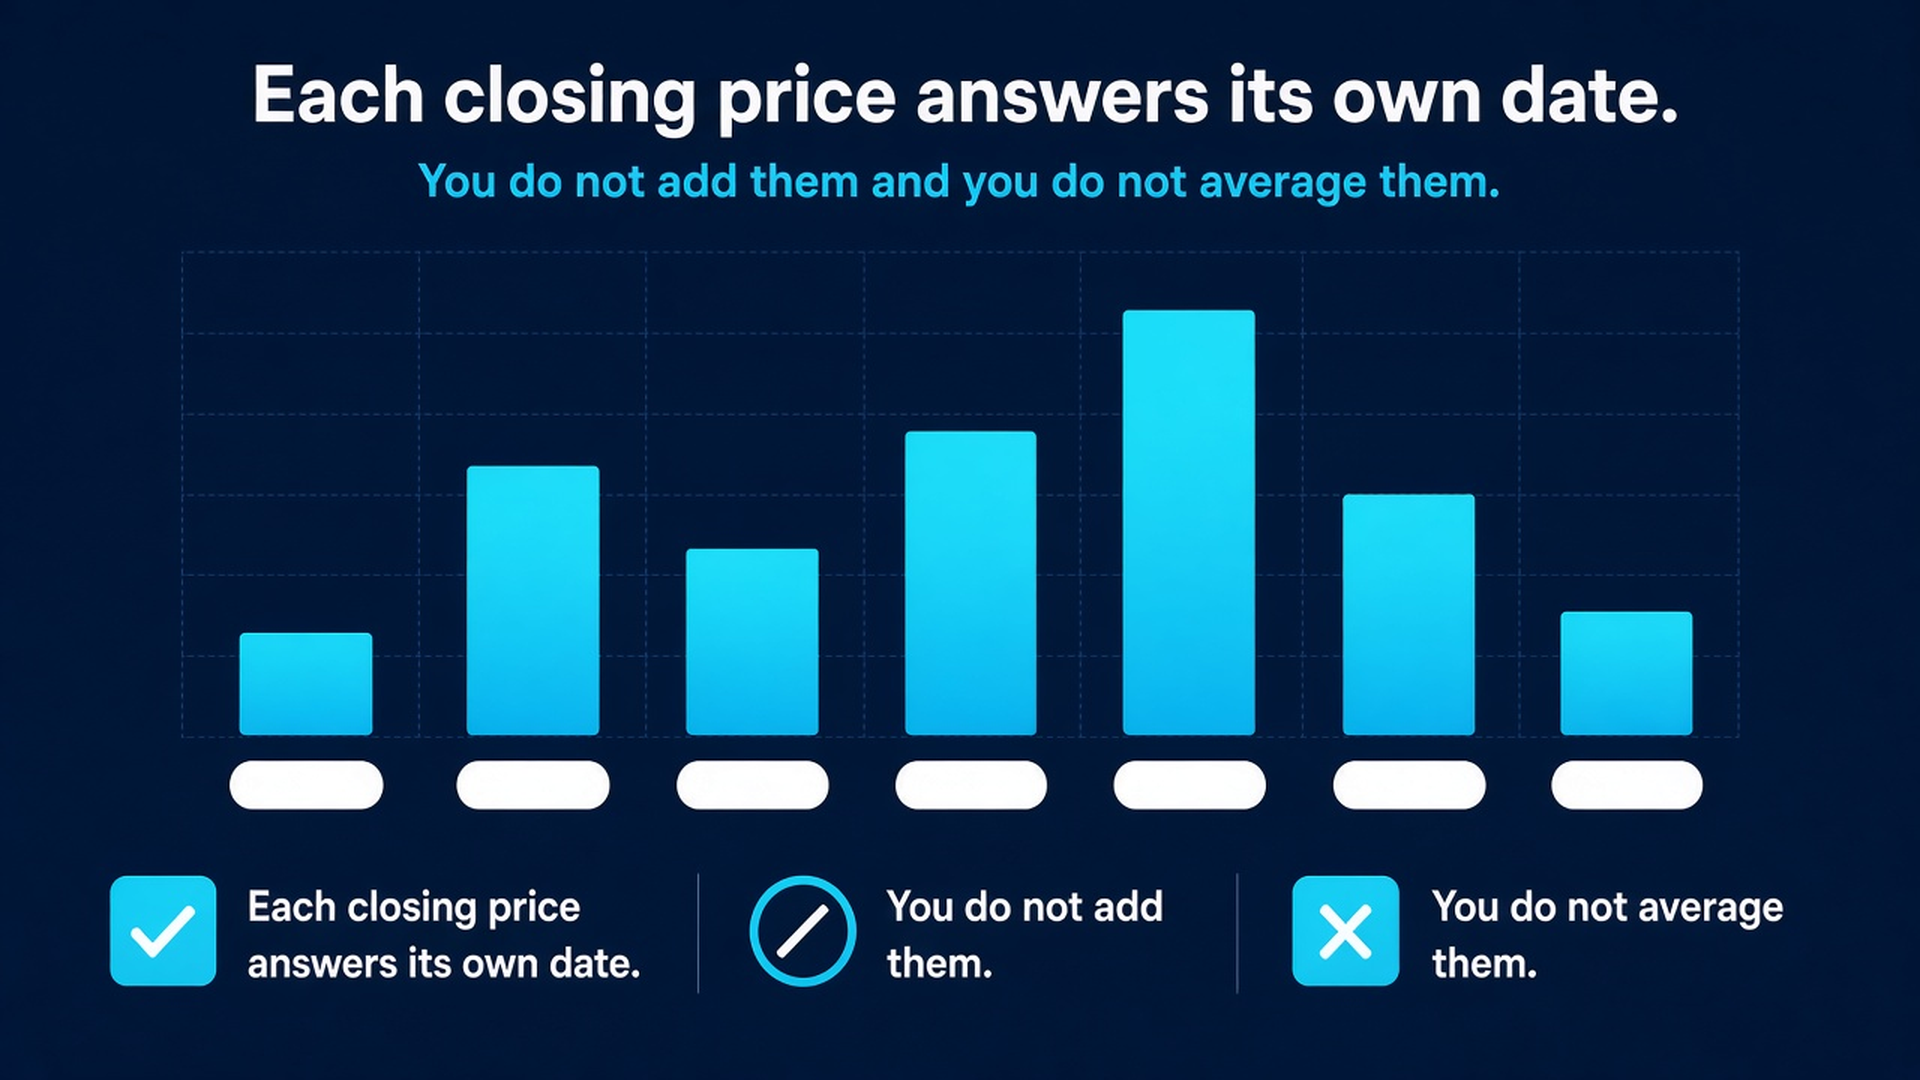 Each closing price answers its own date.
You do not add them and you do not average them.
Each closing price
answers its own date.
You do not add
them.
You do not average
them.